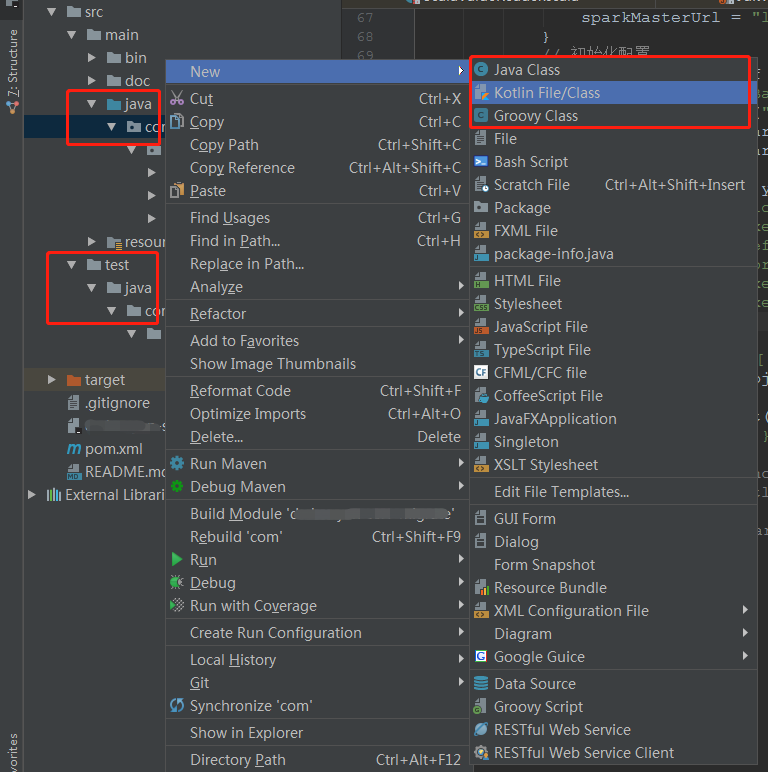 67
sparkMasterUrl = "l
68
}
69
// 初始化配置
7: Structure
src
main
bin
doc
java
com
resour
test
java
com
target
.gitignore
pom.xml
README.md
External Librari
vorites
New
Cut Ctrl+X
Copy Ctrl+C
Copy Path Ctrl+Shift+C
Copy Reference Ctrl+Alt+Shift+C
Paste Ctrl+V
Find Usages Ctrl+G
Find in Path... Ctrl+H
Replace in Path...
Analyze
Refactor
Add to Favorites
Show Image Thumbnails
Reformat Code Ctrl+Shift+F
Optimize Imports Ctrl+Alt+O
Delete... Delete
Run Maven
Debug Maven
Build Module '
Rebuild 'com' Ctrl+Shift+F9
Run
Debug
Run with Coverage
Create Run Configuration
Local History
Git
Synchronize 'com'
Show in Explorer
Directory Path Ctrl+Alt+F12
Java Class
Kotlin File/Class
Groovy Class
File
Bash Script
Scratch File Ctrl+Alt+Shift+Insert
Package
FXML File
package-info.java
HTML File
Stylesheet
JavaScript File
TypeScript File
CFML/CFC file
CoffeeScript File
JavaFXApplication
Singleton
XSLT Stylesheet
Edit File Templates...
GUI Form
Dialog
Form Snapshot
Resource Bundle
XML Configuration File
Diagram
Google Guice
Data Source
Groovy Script
RESTful Web Service
RESTful Web Service Client